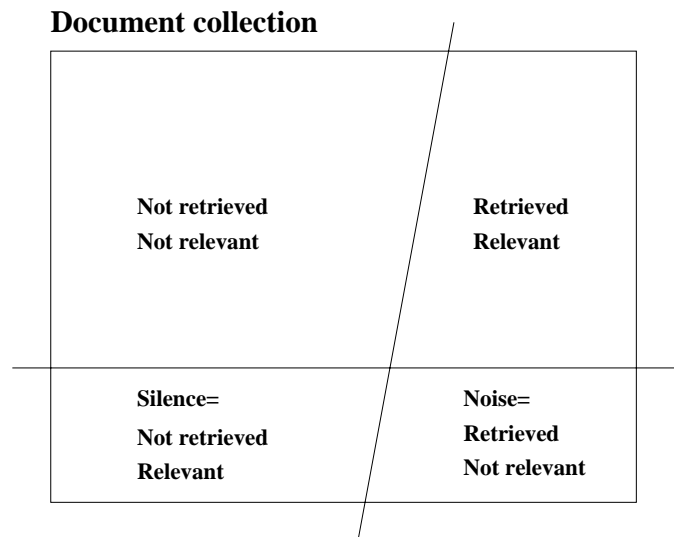 Document collection
Not retrieved
Not relevant
Retrieved
Relevant
Silence=
Not retrieved
Relevant
Noise=
Retrieved
Not relevant